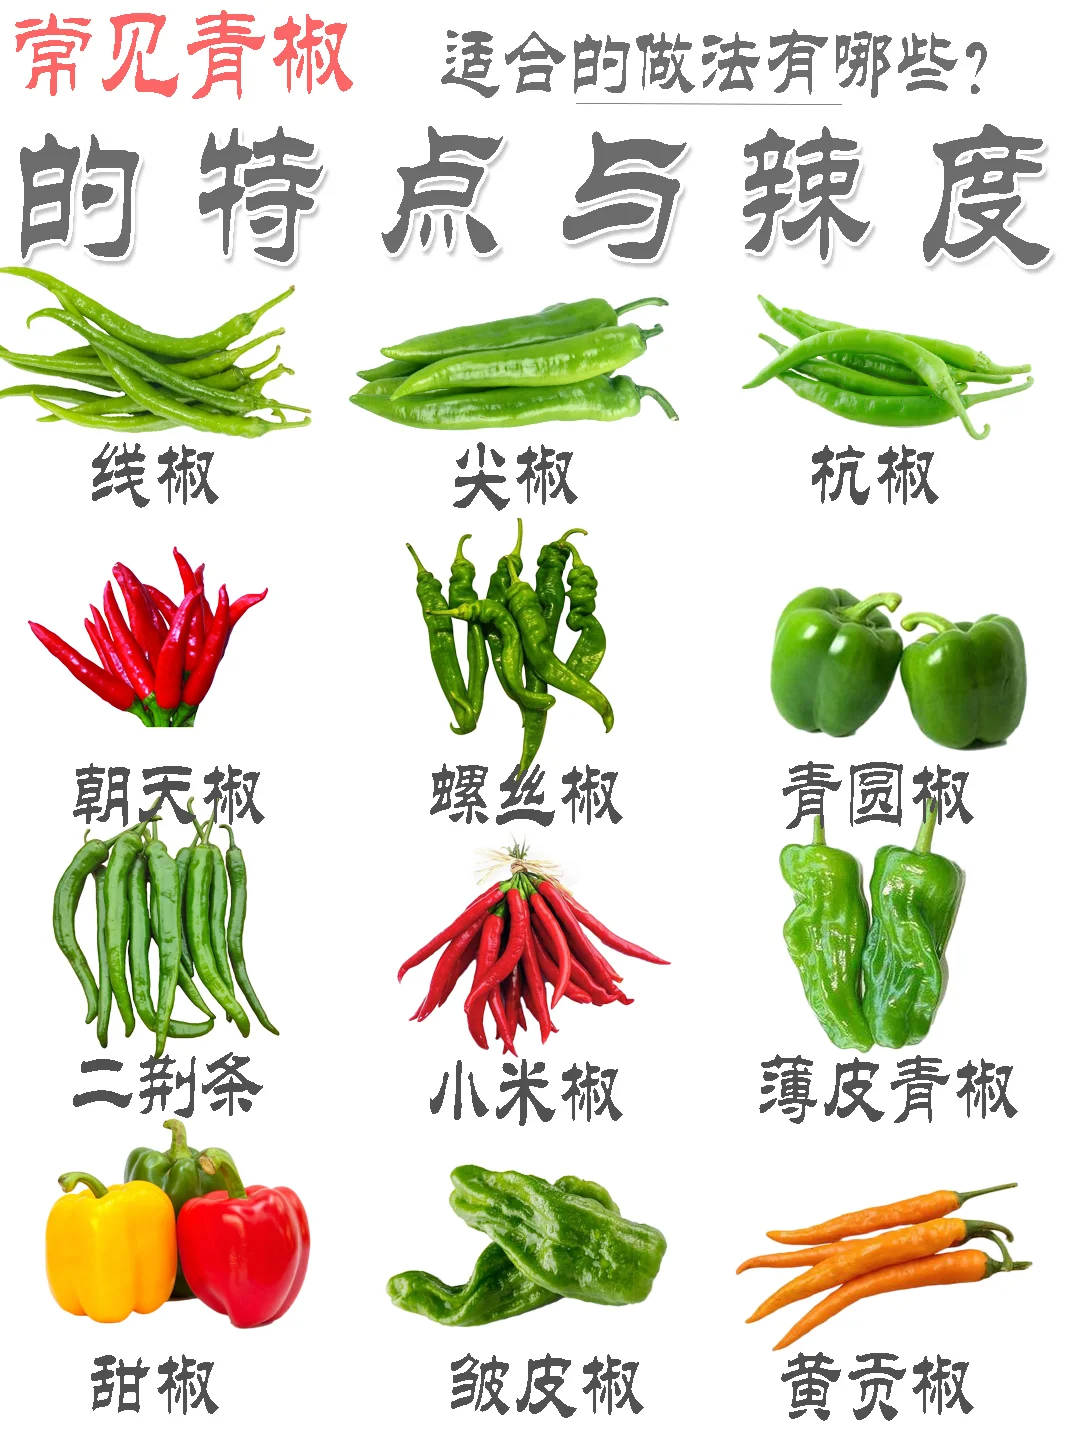 常见青椒
适合的做法有哪些?
的特点与辣度
线椒
尖椒
杭椒
朝天椒
螺丝椒
青圆椒
二荆条
小米椒
薄皮青椒
甜椒
皱皮椒
黄贡椒